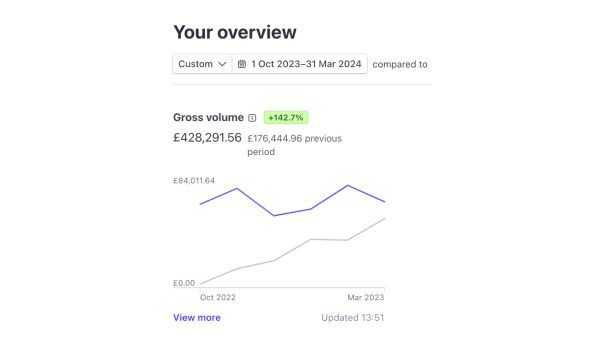 Your overview
Custom 1 Oct 2023–31 Mar 2024 compared to
Gross volume +142.7%
£428,291.56 £176,444.96 previous
period
£84,011.64
£0.00
Oct 2022 Mar 2023
View more Updated 13:51